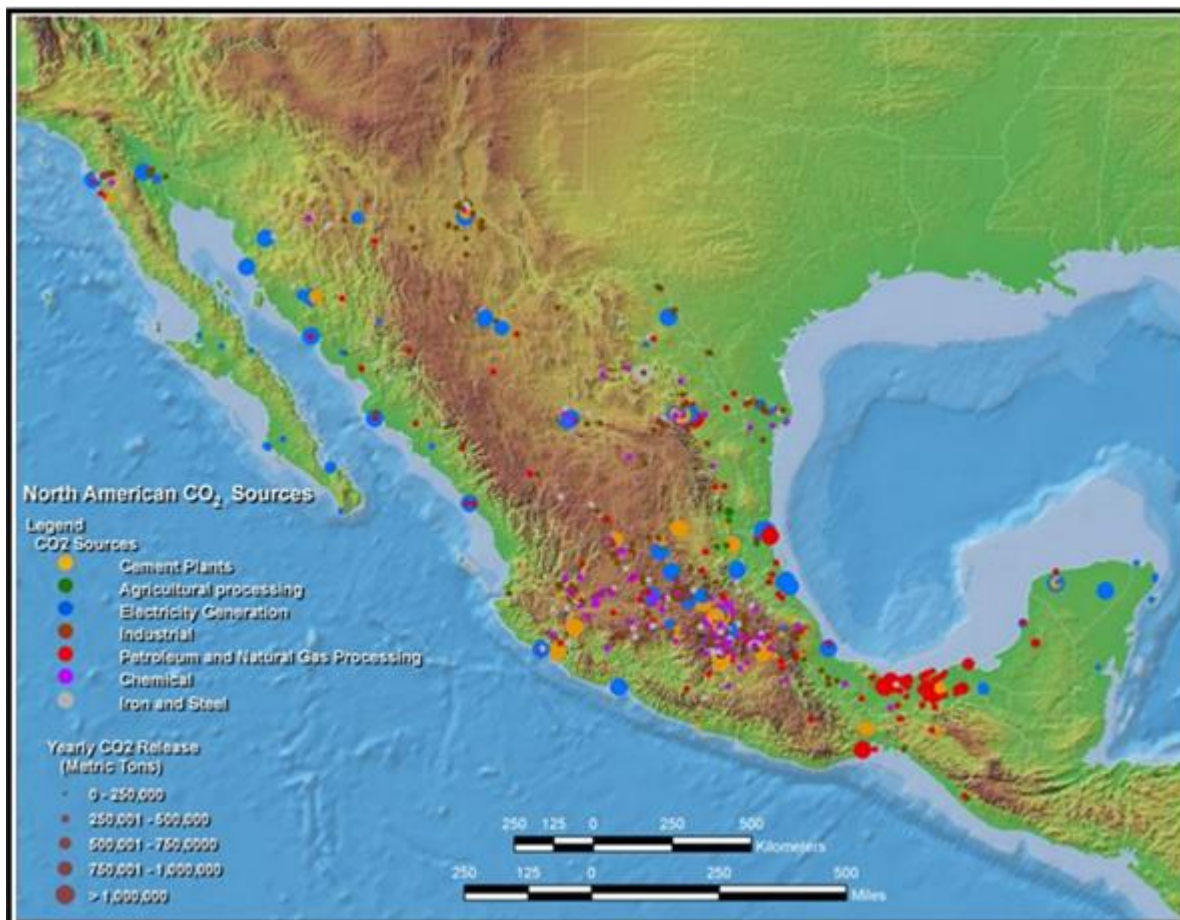 North American CO2 Sources
Legend
CO2 Sources
Cement Plants
Agricultural processing
Electricity Generation
Industrial
Petroleum and Natural Gas Processing
Chemical
Iron and Steel
Yearly CO2 Release
(Metric Tons)
0 - 250,000
250,001 - 500,000
500,001 - 750,0000
750,001 - 1,000,000
> 1,000,000
250 125 0 250 500
Kilometers
250 125 0 250 500
Miles